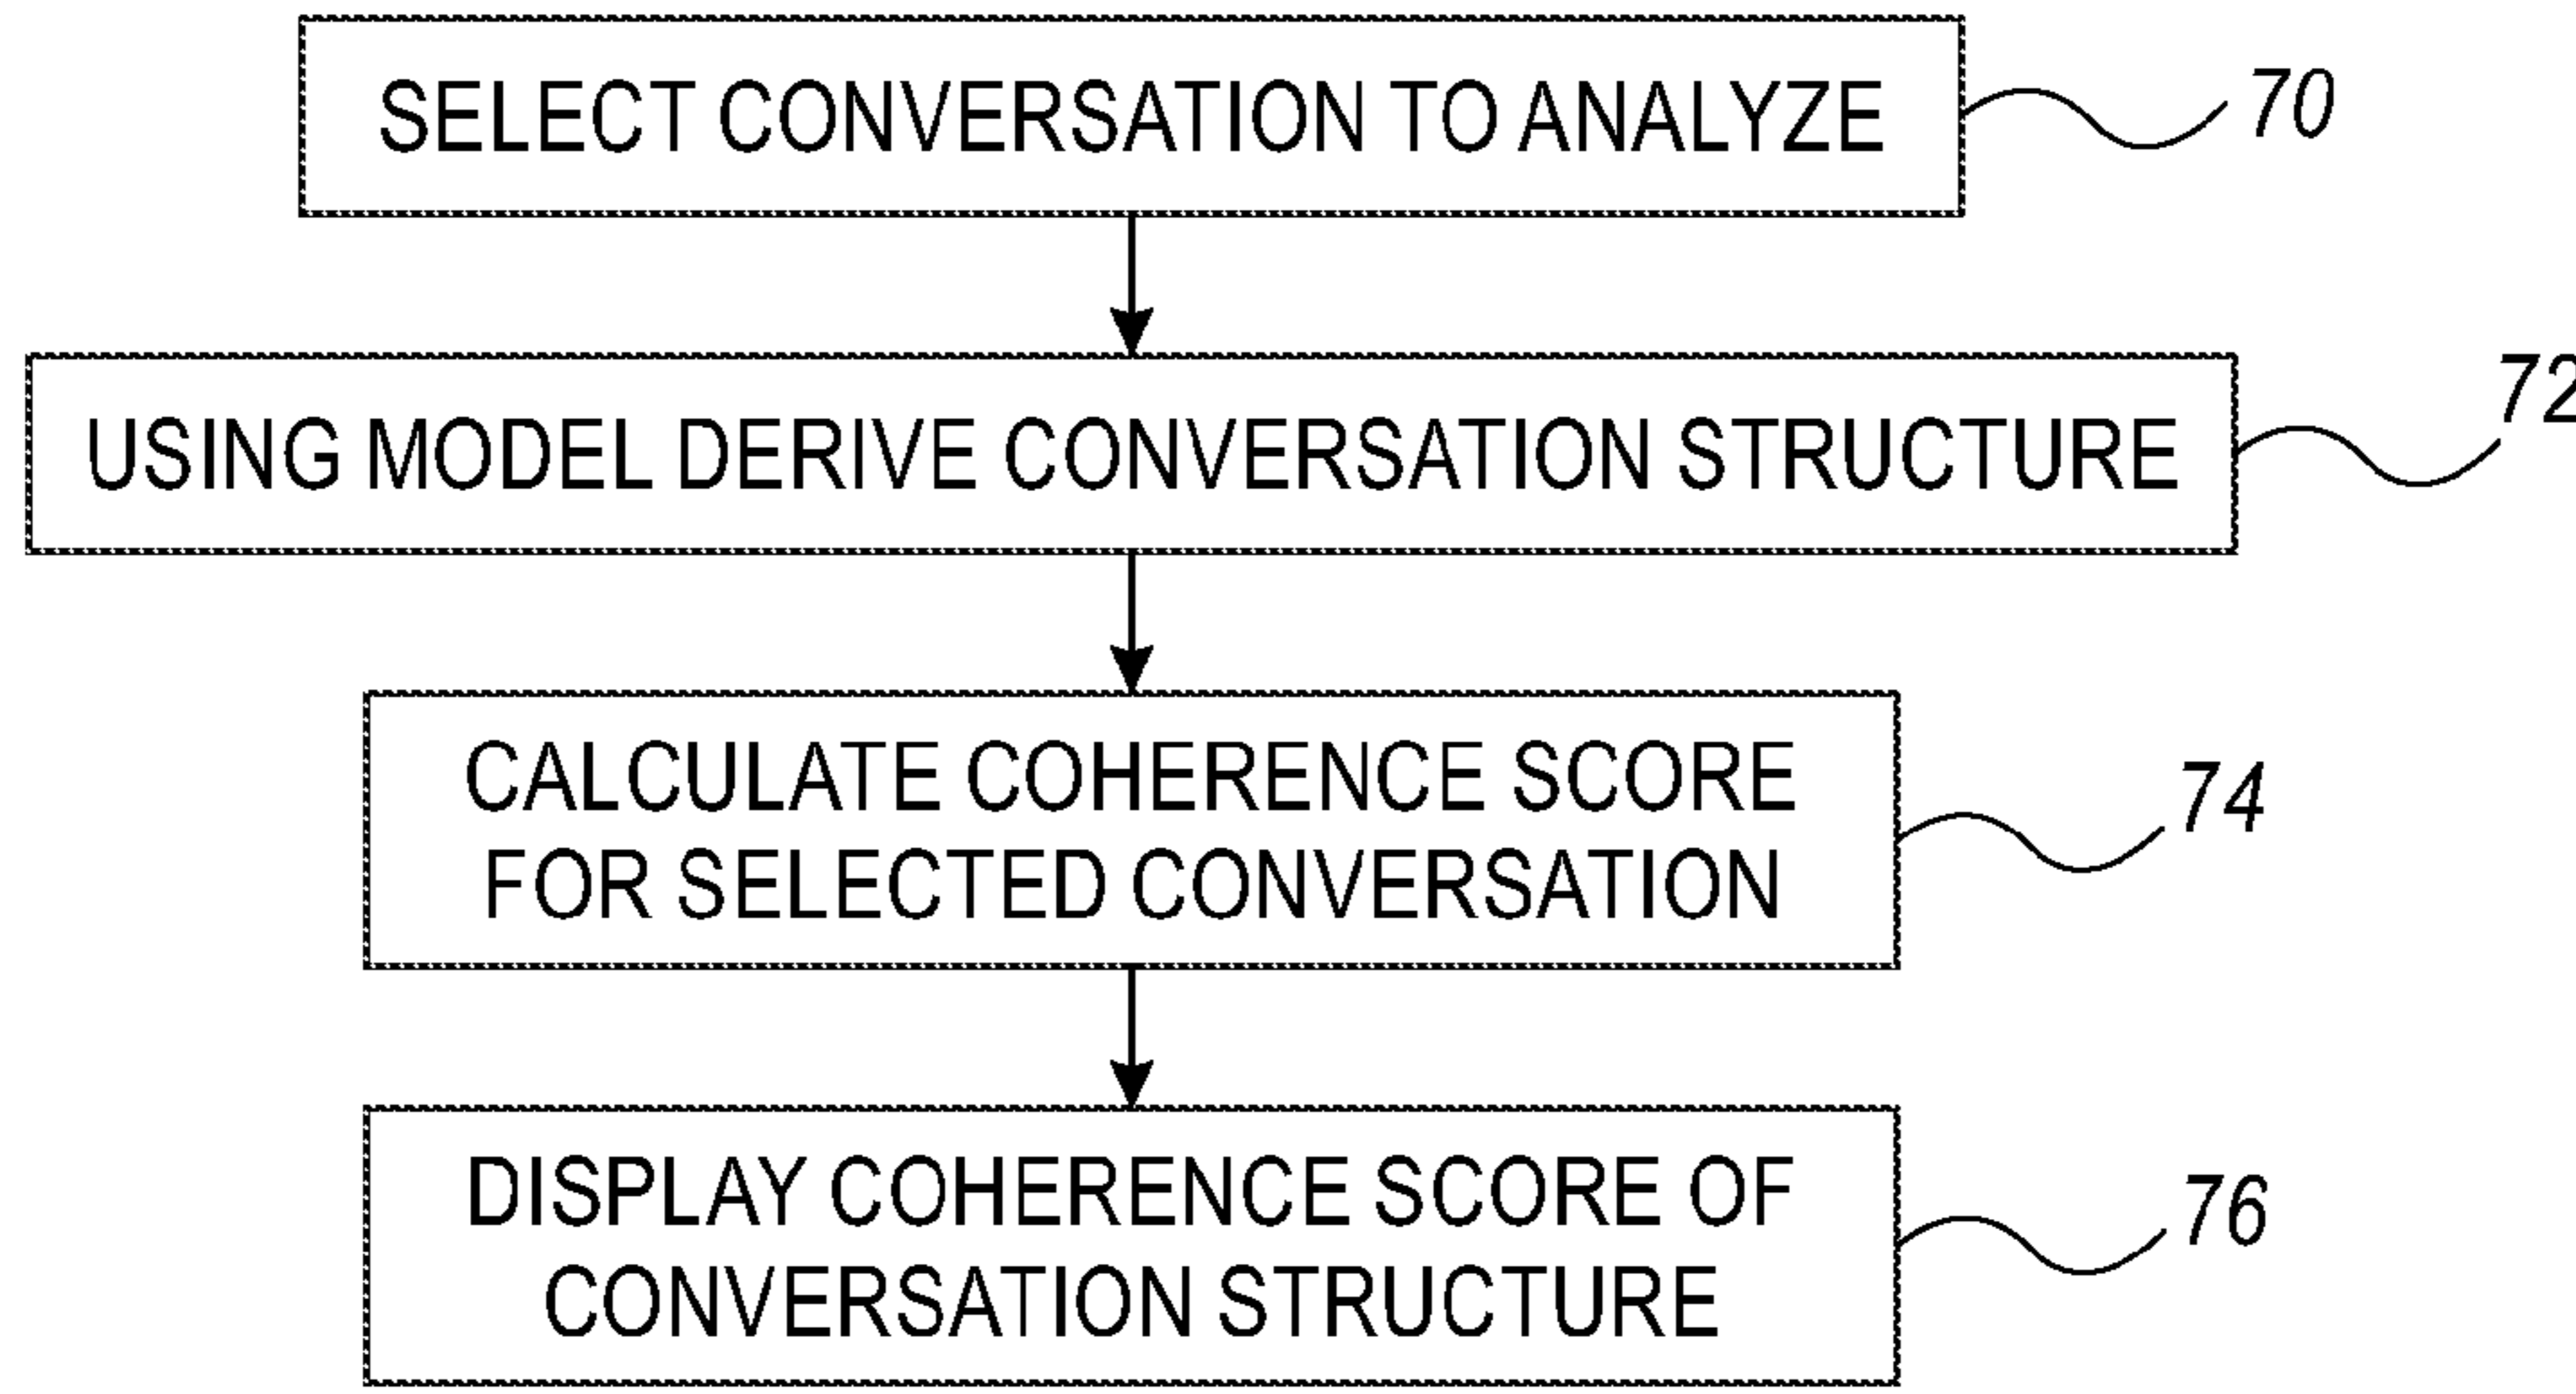 SELECT CONVERSATION TO ANALYZE
70
USING MODEL DERIVE CONVERSATION STRUCTURE
72
CALCULATE COHERENCE SCORE
FOR SELECTED CONVERSATION
74
DISPLAY COHERENCE SCORE OF
CONVERSATION STRUCTURE
76